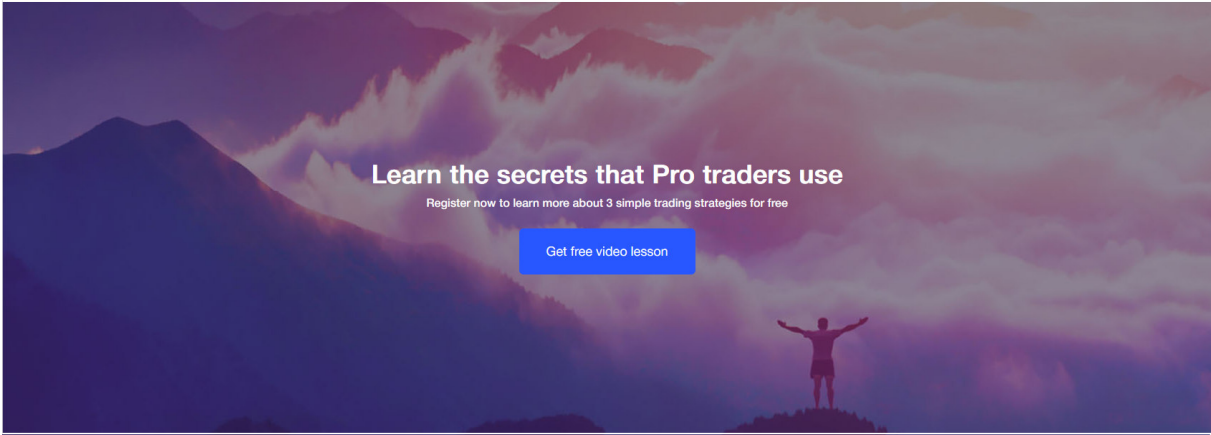 Learn the secrets that Pro traders use
Register now to learn more about 3 simple trading strategies for free
Get free video lesson